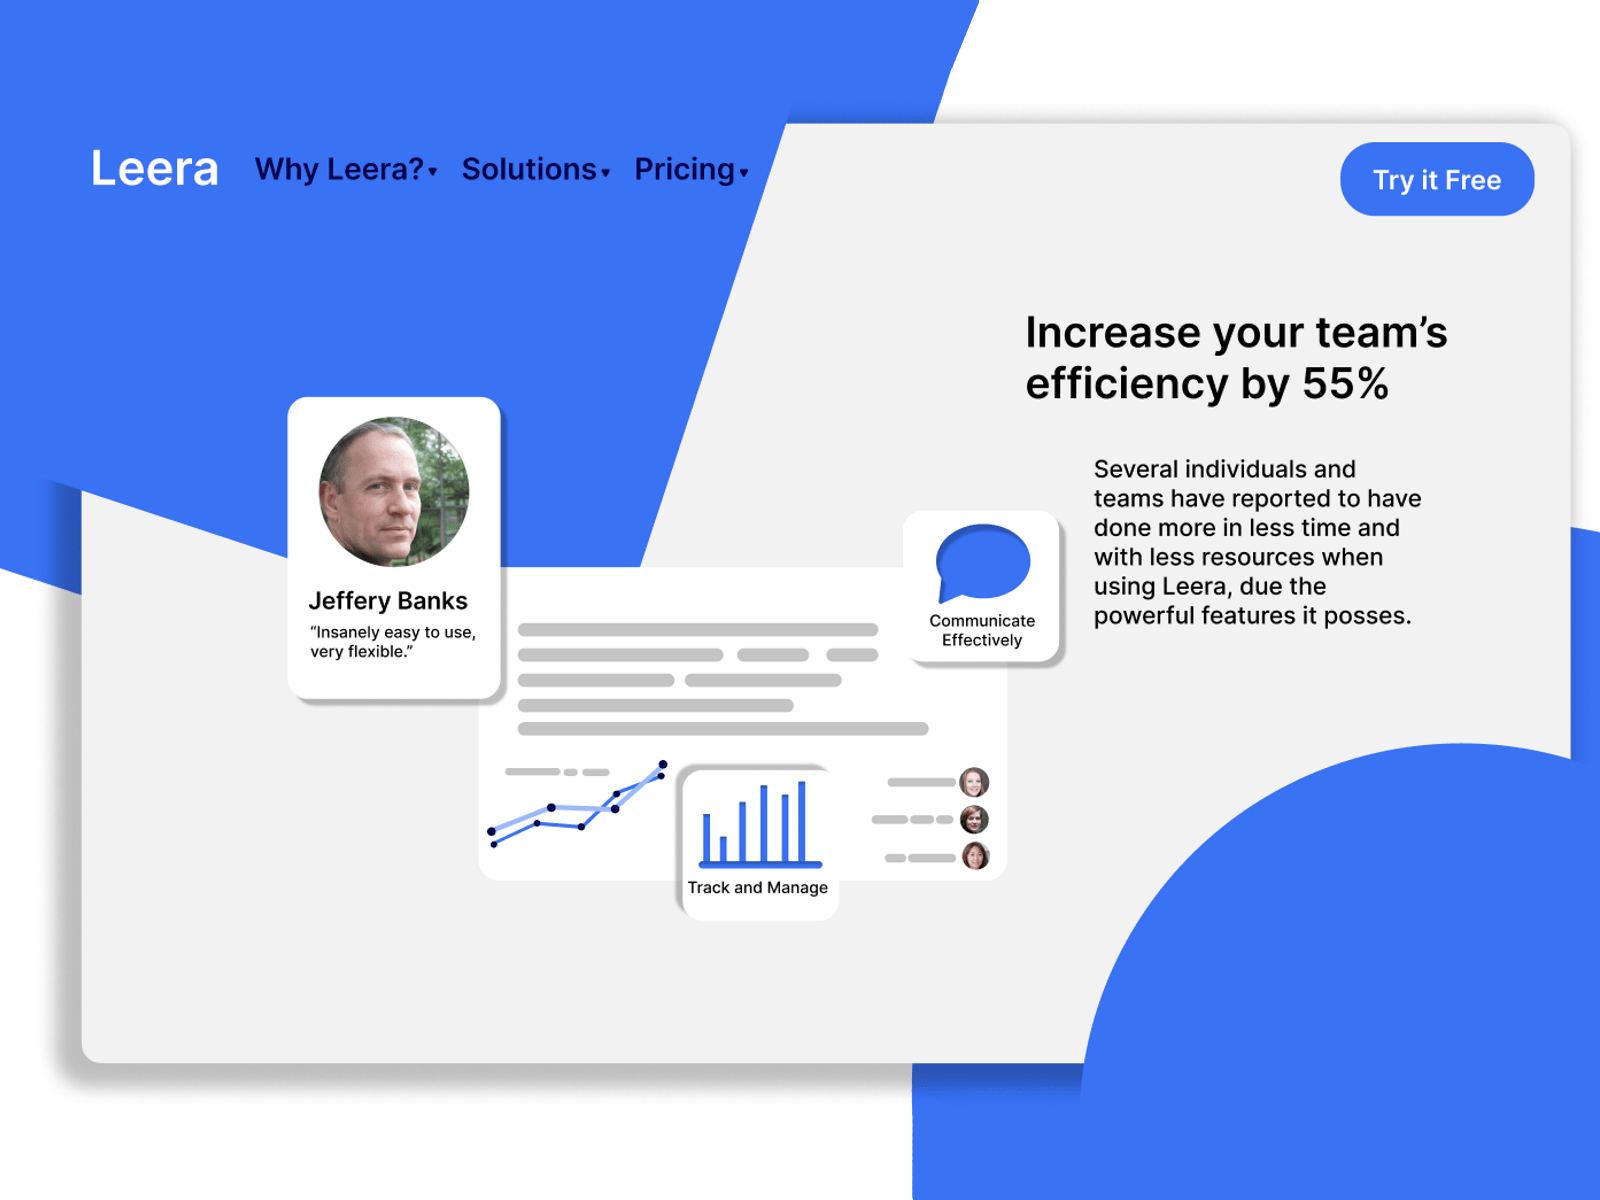 Leera
Why Leera?
Solutions
Pricing
Try it Free
Increase your team’s
efficiency by 55%
Several individuals and
teams have reported to have
done more in less time and
with less resources when
using Leera, due the
powerful features it posses.
Jeffery Banks
“Insanely easy to use,
very flexible.”
Communicate
Effectively
Track and Manage